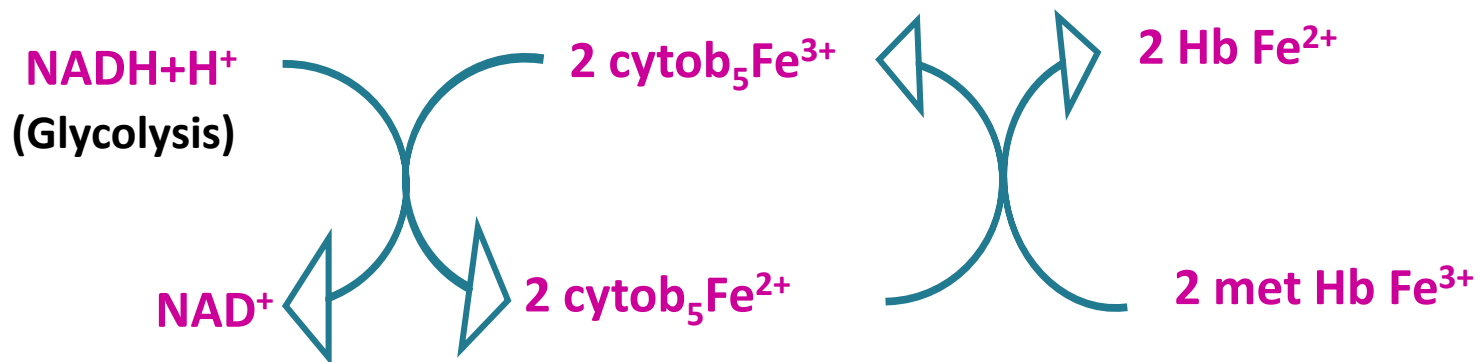 NADH+H⁺
(Glycolysis)
2 cytob₅Fe³⁺
2 Hb Fe²⁺
NAD⁺
2 cytob₅Fe²⁺
2 met Hb Fe³⁺